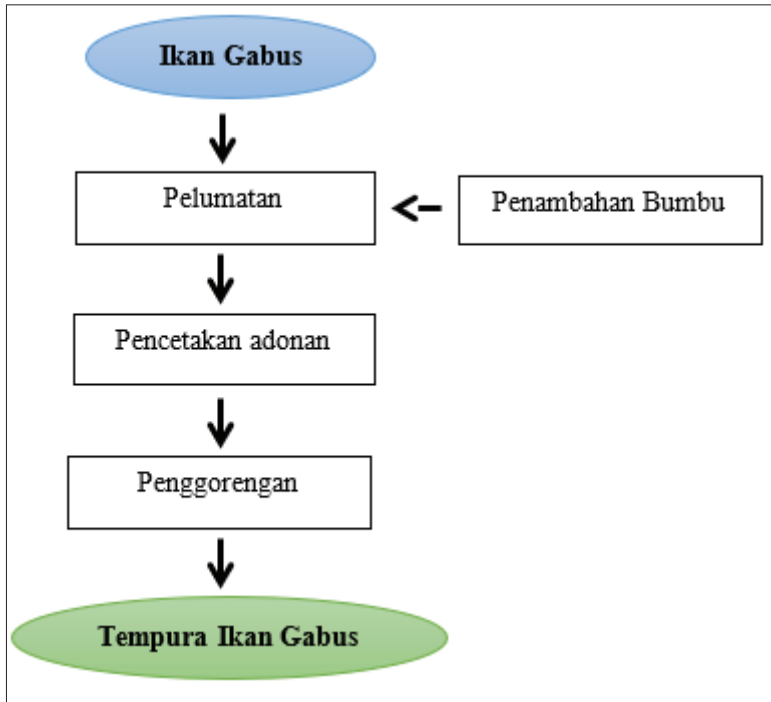 Ikan Gabus
Pelumatan
Penambahan Bumbu
Pencetakan adonan
Penggorengan
Tempura Ikan Gabus